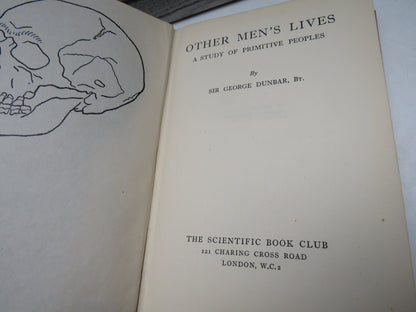 OTHER MEN'S LIVES
A STUDY OF PRIMITIVE PEOPLES
By
SIR GEORGE DUNBAR, BT.
THE SCIENTIFIC BOOK CLUB
121 CHARING CROSS ROAD
LONDON, W.C.2